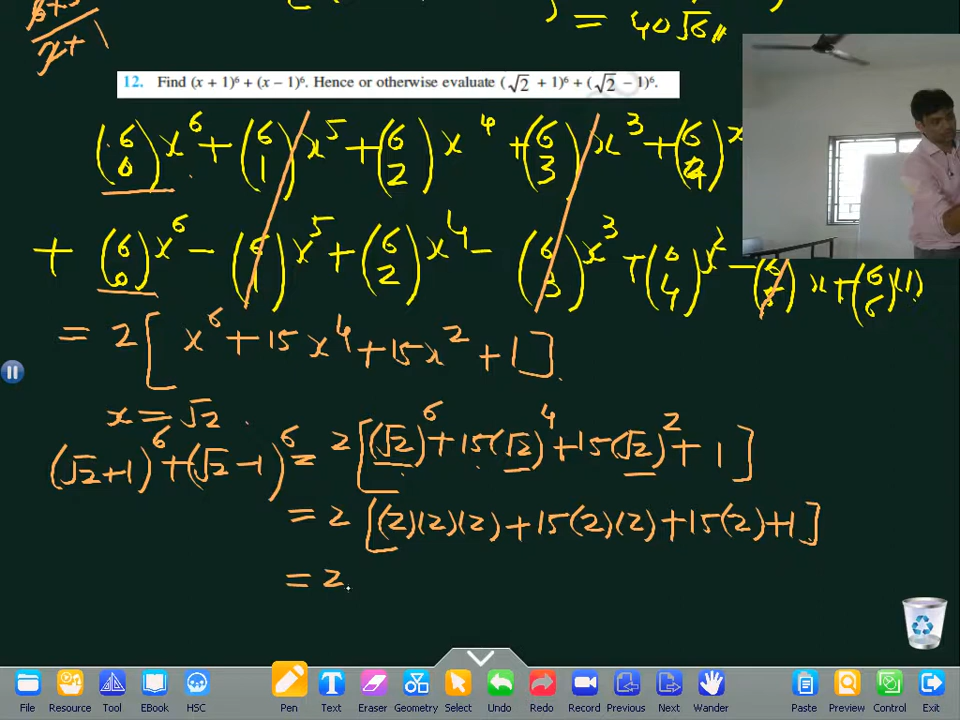 = 40√6//
x+1
12. Find (x + 1)⁶ + (x – 1)⁶. Hence or otherwise evaluate (√2 + 1)⁶ + (√2 – 1)⁶.
(6 0)x⁶ + (6 1)x⁵ + (6 2)x⁴ + (6 3)x³ + (6 4)x
+ (6 0)x⁶ – (6 1)x⁵ + (6 2)x⁴ – (6 3)x³ + (6 4)x² – (6 5)x + (6 6)(1)
= 2[x⁶ + 15x⁴ + 15x² + 1].
x = √2.
(√2+1)⁶ + (√2–1)⁶ = 2[(√2)⁶ + 15(√2)⁴ + 15(√2)² + 1]
= 2[(2)(2)(2) + 15(2)(2) + 15(2) + 1]
= 2
File Resource Tool EBook HSC Pen Text Eraser Geometry Select Undo Redo Record Previous Next Wander Paste Preview Control Exit